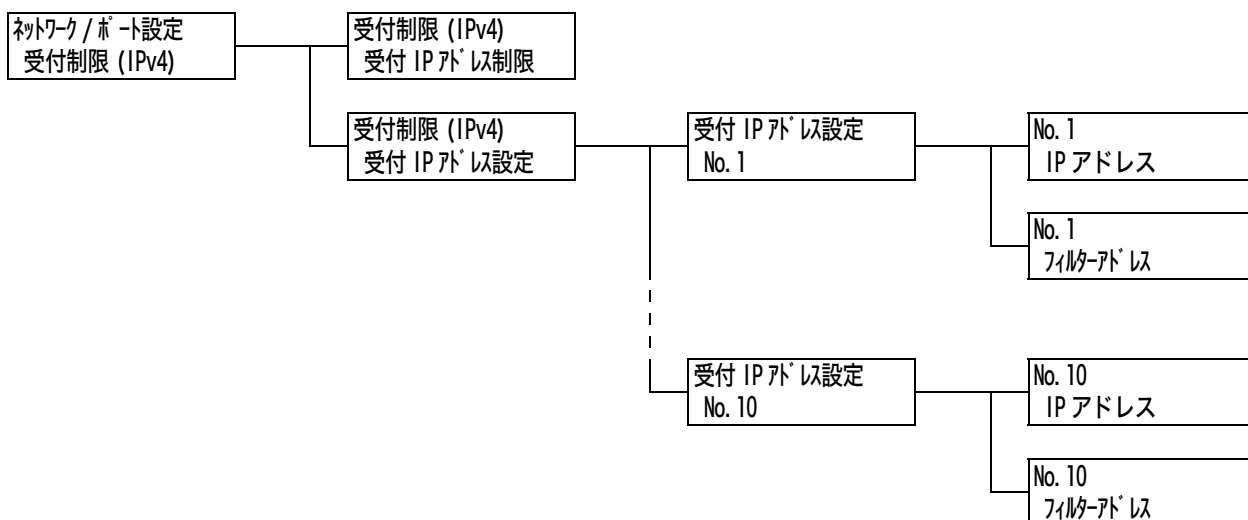 ﾈｯﾄﾜｰｸ / ﾎﾟｰﾄ設定
受付制限 (IPv4)
受付制限 (IPv4)
受付 IP ｱﾄﾞﾚｽ制限
受付制限 (IPv4)
受付 IP ｱﾄﾞﾚｽ設定
受付 IP ｱﾄﾞﾚｽ設定
No. 1
No. 1
IP アドレス
No. 1
ﾌｨﾙﾀｰｱﾄﾞﾚｽ
受付 IP ｱﾄﾞﾚｽ設定
No. 10
No. 10
IP アドレス
No. 10
ﾌｨﾙﾀｰｱﾄﾞﾚｽ